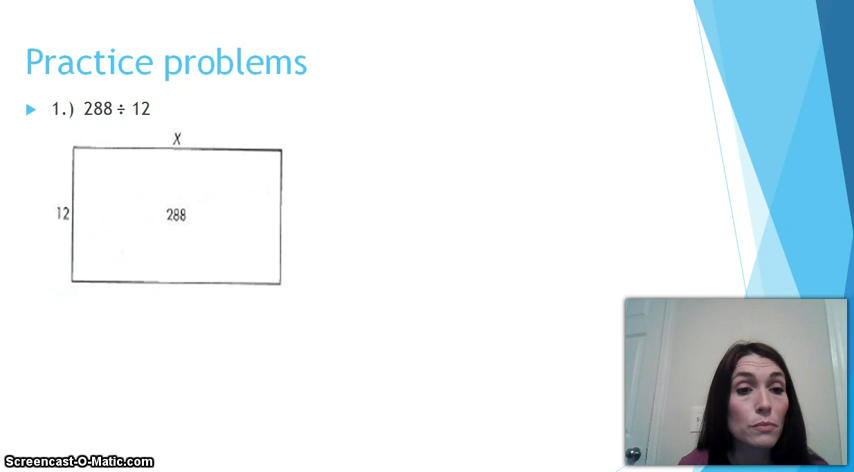 Practice problems
1.) 288 ÷ 12
X
12
288
Screencast-O-Matic.com